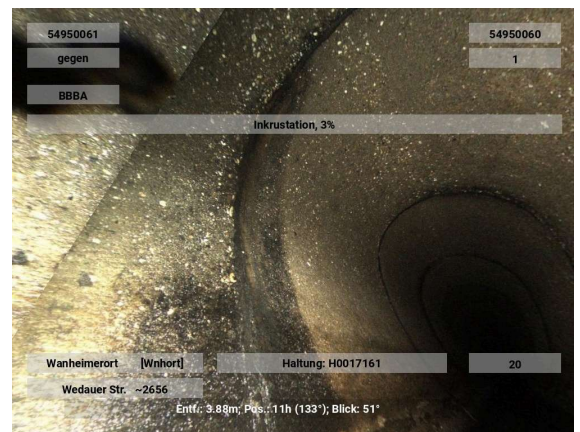 54950061 54950060
gegen 1
BBBA
Inkrustation, 3%
Wanheimerort [Wnhort] Haltung: H0017161 20
Wedauer Str. ~2656
Entf.: 3.88m; Pos.: 11h (133°); Blick: 51°